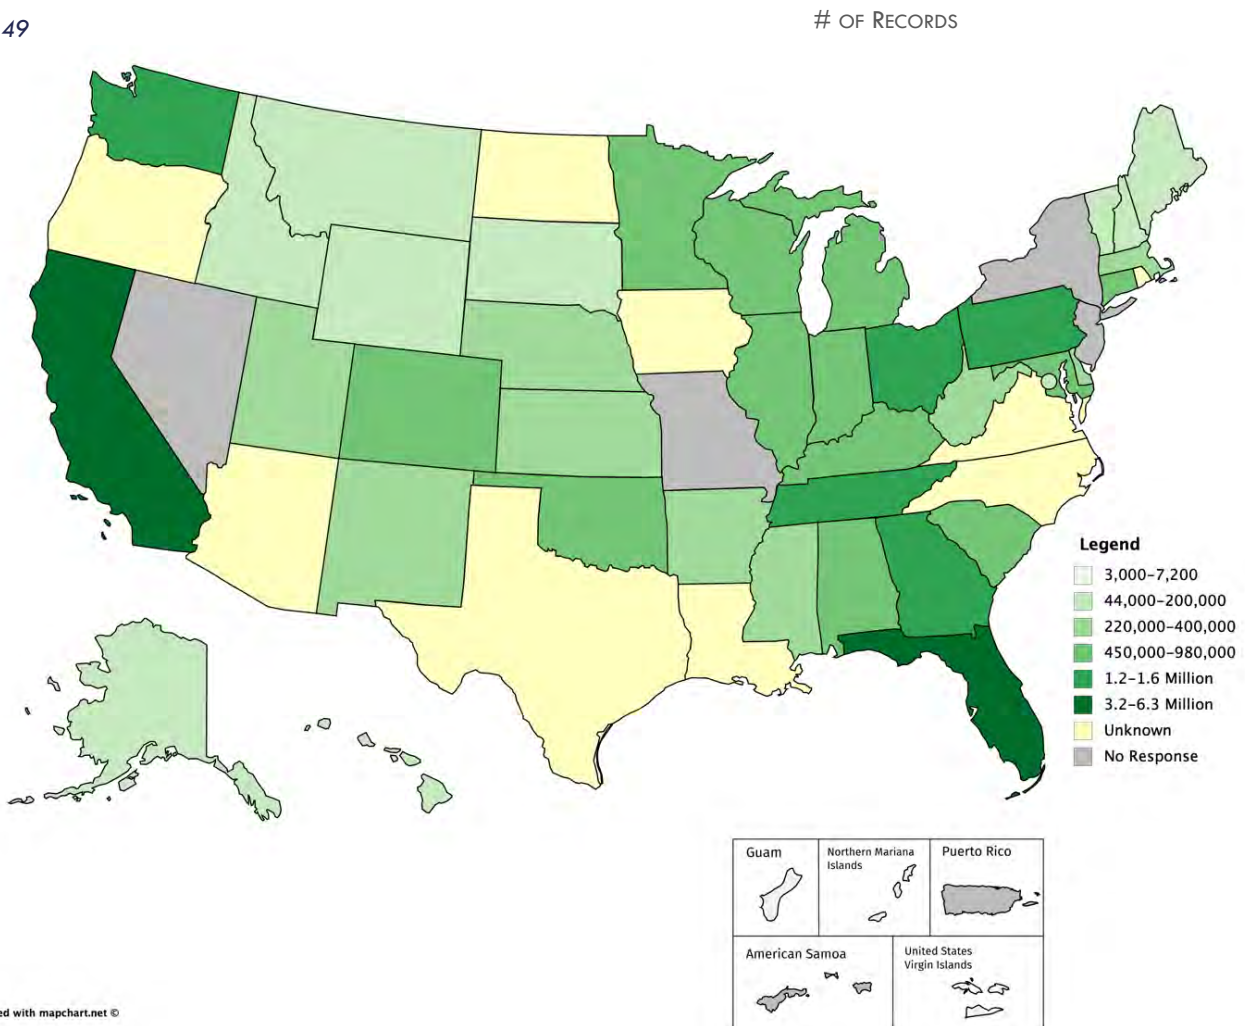 49
# OF RECORDS
Legend
3,000–7,200
44,000–200,000
220,000–400,000
450,000–980,000
1.2–1.6 Million
3.2–6.3 Million
Unknown
No Response
Guam
Northern Mariana
Islands
Puerto Rico
American Samoa
United States
Virgin Islands
ed with mapchart.net ©